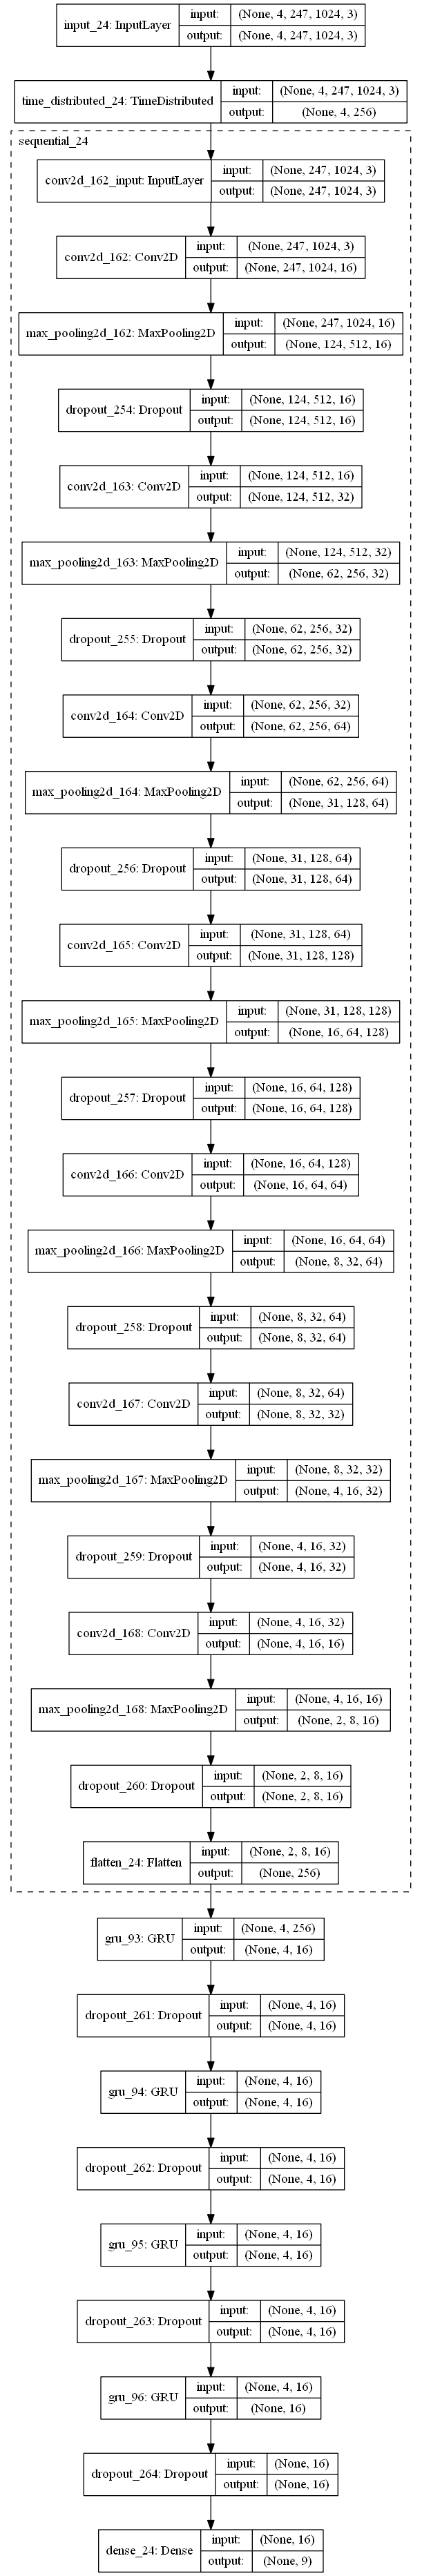 input_24: InputLayer
input: (None, 4, 247, 1024, 3)
output: (None, 4, 247, 1024, 3)
time_distributed_24: TimeDistributed
input: (None, 4, 247, 1024, 3)
output: (None, 4, 256)
sequential_24
conv2d_162_input: InputLayer
input: (None, 247, 1024, 3)
output: (None, 247, 1024, 3)
conv2d_162: Conv2D
input: (None, 247, 1024, 3)
output: (None, 247, 1024, 16)
max_pooling2d_162: MaxPooling2D
input: (None, 247, 1024, 16)
output: (None, 124, 512, 16)
dropout_254: Dropout
input: (None, 124, 512, 16)
output: (None, 124, 512, 16)
conv2d_163: Conv2D
input: (None, 124, 512, 16)
output: (None, 124, 512, 32)
max_pooling2d_163: MaxPooling2D
input: (None, 124, 512, 32)
output: (None, 62, 256, 32)
dropout_255: Dropout
input: (None, 62, 256, 32)
output: (None, 62, 256, 32)
conv2d_164: Conv2D
input: (None, 62, 256, 32)
output: (None, 62, 256, 64)
max_pooling2d_164: MaxPooling2D
input: (None, 62, 256, 64)
output: (None, 31, 128, 64)
dropout_256: Dropout
input: (None, 31, 128, 64)
output: (None, 31, 128, 64)
conv2d_165: Conv2D
input: (None, 31, 128, 64)
output: (None, 31, 128, 128)
max_pooling2d_165: MaxPooling2D
input: (None, 31, 128, 128)
output: (None, 16, 64, 128)
dropout_257: Dropout
input: (None, 16, 64, 128)
output: (None, 16, 64, 128)
conv2d_166: Conv2D
input: (None, 16, 64, 128)
output: (None, 16, 64, 64)
max_pooling2d_166: MaxPooling2D
input: (None, 16, 64, 64)
output: (None, 8, 32, 64)
dropout_258: Dropout
input: (None, 8, 32, 64)
output: (None, 8, 32, 64)
conv2d_167: Conv2D
input: (None, 8, 32, 64)
output: (None, 8, 32, 32)
max_pooling2d_167: MaxPooling2D
input: (None, 8, 32, 32)
output: (None, 4, 16, 32)
dropout_259: Dropout
input: (None, 4, 16, 32)
output: (None, 4, 16, 32)
conv2d_168: Conv2D
input: (None, 4, 16, 32)
output: (None, 4, 16, 16)
max_pooling2d_168: MaxPooling2D
input: (None, 4, 16, 16)
output: (None, 2, 8, 16)
dropout_260: Dropout
input: (None, 2, 8, 16)
output: (None, 2, 8, 16)
flatten_24: Flatten
input: (None, 2, 8, 16)
output: (None, 256)
gru_93: GRU
input: (None, 4, 256)
output: (None, 4, 16)
dropout_261: Dropout
input: (None, 4, 16)
output: (None, 4, 16)
gru_94: GRU
input: (None, 4, 16)
output: (None, 4, 16)
dropout_262: Dropout
input: (None, 4, 16)
output: (None, 4, 16)
gru_95: GRU
input: (None, 4, 16)
output: (None, 4, 16)
dropout_263: Dropout
input: (None, 4, 16)
output: (None, 4, 16)
gru_96: GRU
input: (None, 4, 16)
output: (None, 16)
dropout_264: Dropout
input: (None, 16)
output: (None, 16)
dense_24: Dense
input: (None, 16)
output: (None, 9)